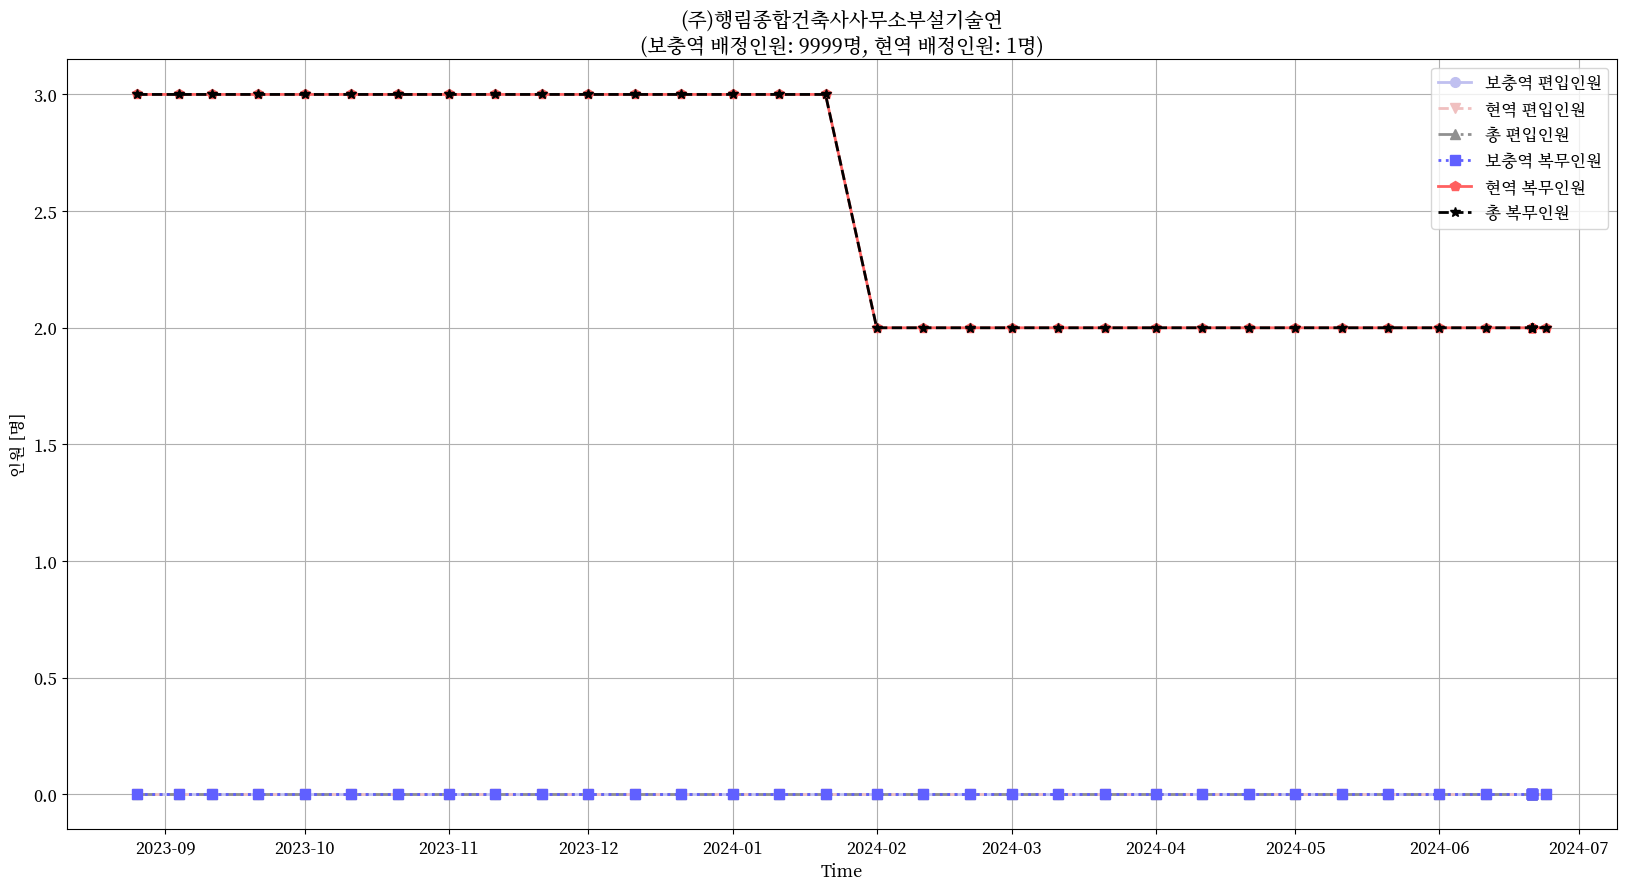 (주)행림종합건축사사무소부설기술연
(보충역 배정인원: 9999명, 현역 배정인원: 1명)
보충역 편입인원
현역 편입인원
총 편입인원
보충역 복무인원
현역 복무인원
총 복무인원
인원 [명]
3.0
2.5
2.0
1.5
1.0
0.5
0.0
2023-09 2023-10 2023-11 2023-12 2024-01 2024-02 2024-03 2024-04 2024-05 2024-06 2024-07
Time